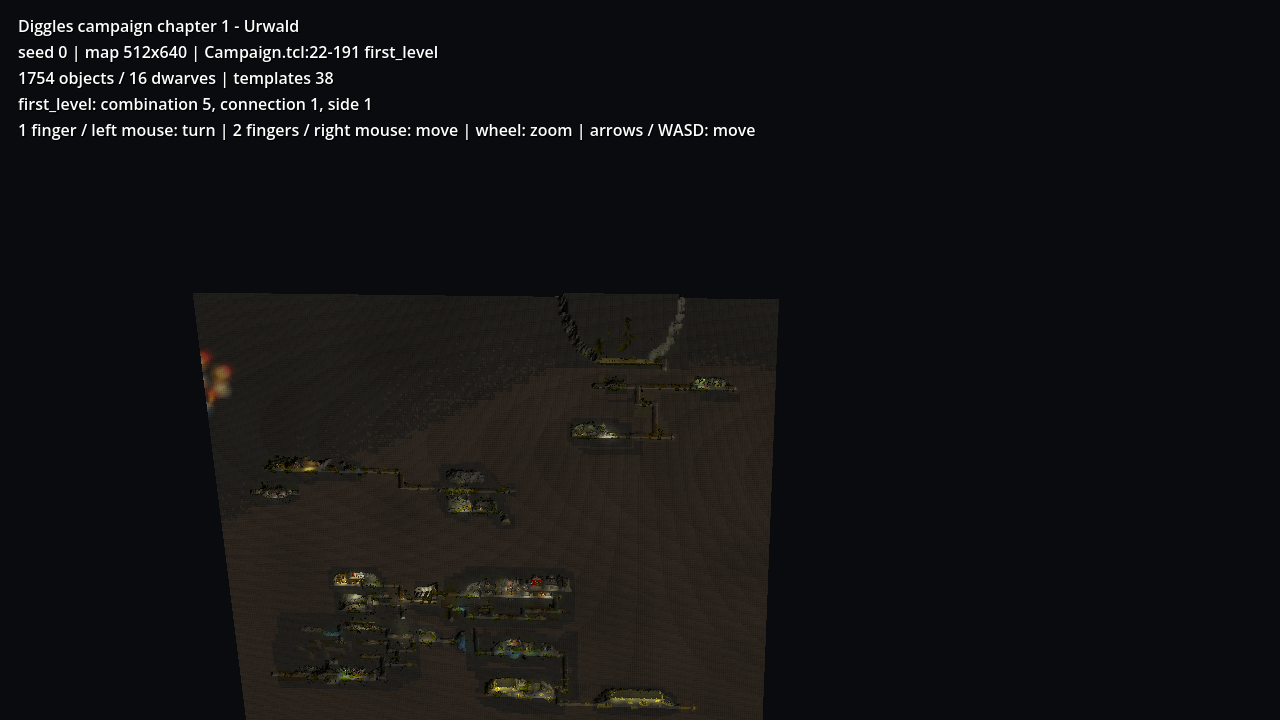 Diggles campaign chapter 1 - Urwald
seed 0 | map 512x640 | Campaign.tcl:22-191 first_level
1754 objects / 16 dwarves | templates 38
first_level: combination 5, connection 1, side 1
1 finger / left mouse: turn | 2 fingers / right mouse: move | wheel: zoom | arrows / WASD: move